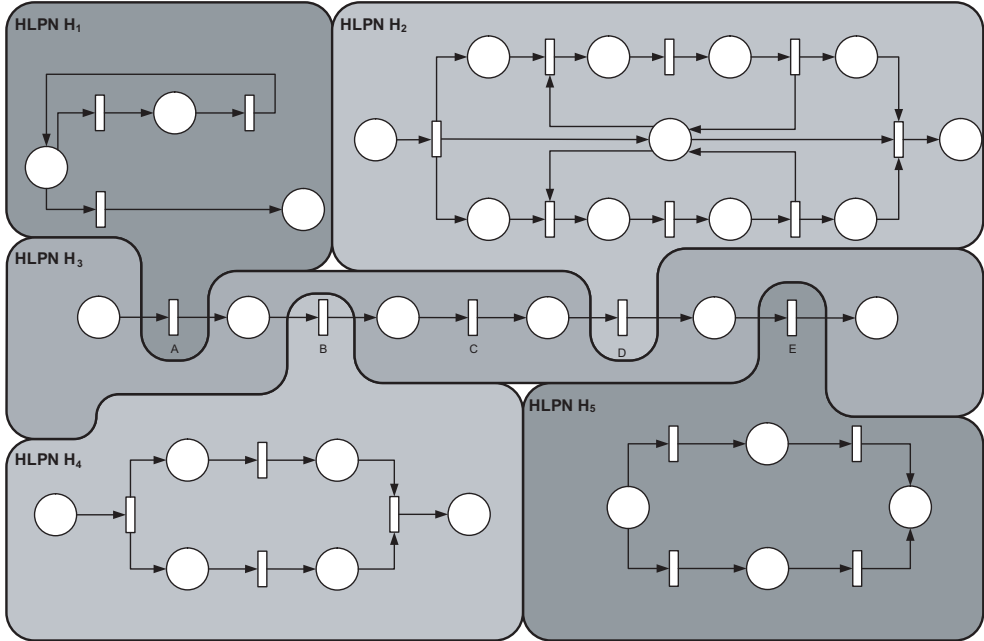 HLPN H₁
HLPN H₂
HLPN H₃
A
B
C
D
E
HLPN H₅
HLPN H₄